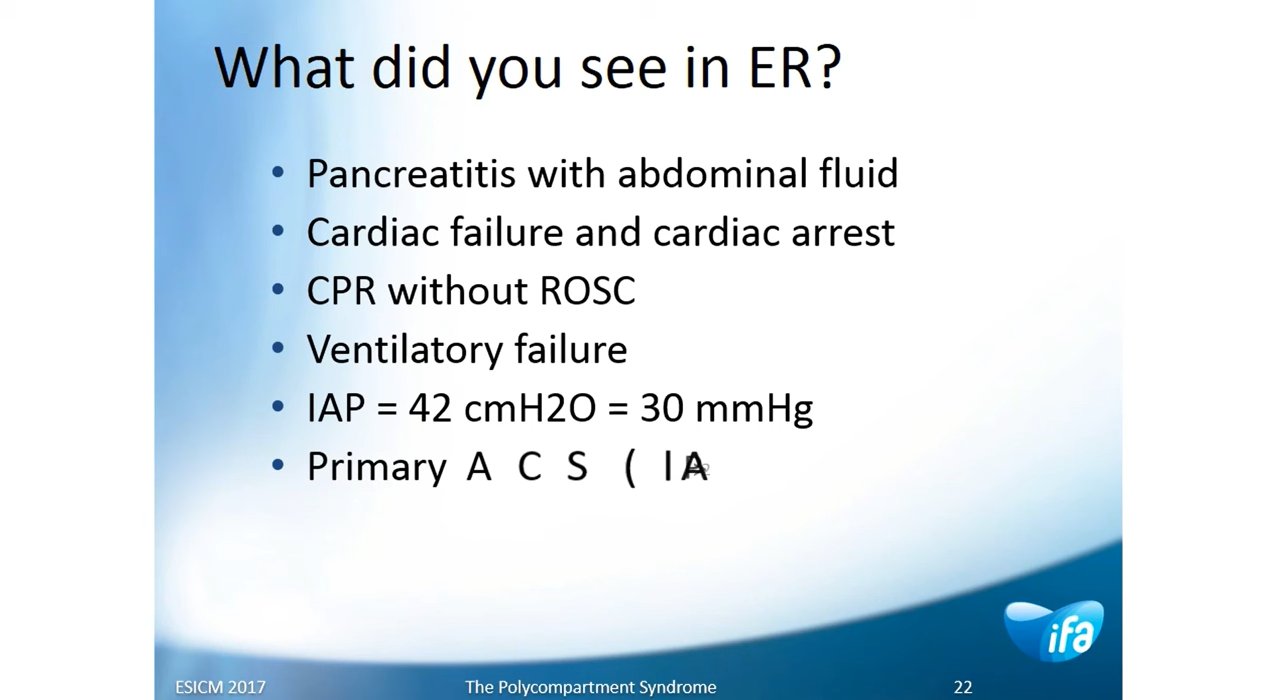 What did you see in ER?
• Pancreatitis with abdominal fluid
• Cardiac failure and cardiac arrest
• CPR without ROSC
• Ventilatory failure
• IAP = 42 cmH2O = 30 mmHg
• Primary A C S ( I A
ifa
ESICM 2017 The Polycompartment Syndrome 22